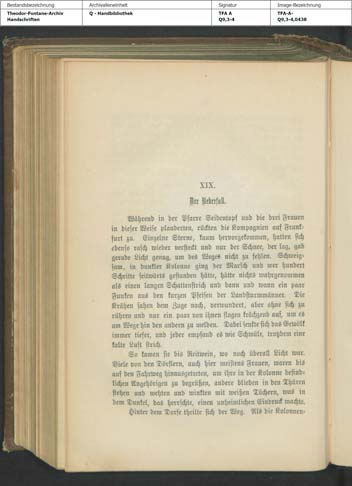 Bestandsbezeichnung
Theodor-Fontane-Archiv
Handschriften
Archivalieneinheit
Q - Handbibliothek
Signatur
TFA A
Q9,3-4
Image-Bezeichnung
TFA-A-
Q9,3-4,0438
XIX.
Der Ueberfall.
Während in der Pfarre Seidentopf und die drei Frauen
in dieser Weise plauderten, rückten die Kompagnien auf Frank-
furt zu. Einzelne Sterne, kaum hervorgekommen, hatten sich
ebenso rasch wieder versteckt und nur der Schnee, der lag, gab
gerade Licht genug, um des Weges nicht zu fehlen. Schweig-
sam, in dunkler Kolonne ging der Marsch und wer hundert
Schritte seitwärts gestanden hätte, hätte nichts wahrgenommen
als einen langen Schattenstrich und dann und wann ein paar
Funken aus den kurzen Pfeifen der Landsturmmänner. Die
Krähen sahen dem Zuge nach, verwundert, aber ohne sich zu
rühren und nur ein paar von ihnen flogen krächzend auf, um es
am Wege hin den andern zu melden. Dabei senkte sich das Gewölk
immer tiefer, und jeder empfand es wie Schwüle, trotzdem eine
kalte Luft strich.
So kamen sie bis Reitwein, wo noch überall Licht war.
Viele von den Dörflern, auch hier meistens Frauen, waren bis
auf den Fahrweg hinausgetreten, um ihre in der Kolonne befind-
lichen Angehörigen zu begrüßen, andere blieben in den Thüren
stehen und wehten und winkten mit weißen Tüchern, was in
dem Dunkel, das herrschte, einen unheimlichen Eindruck machte.
Hinter dem Dorfe theilte sich der Weg. Als die Kolonnen-